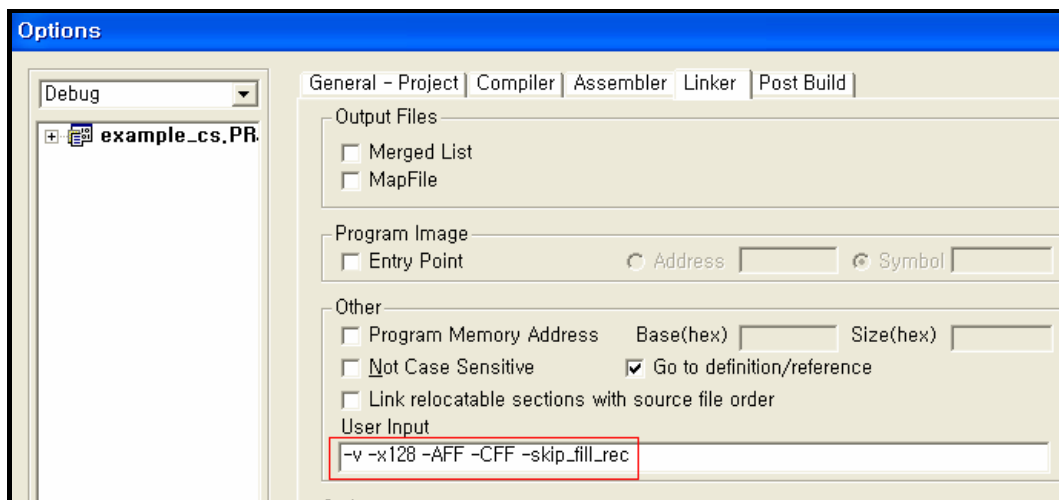 Options
Debug
example_cs.PR.
General - Project Compiler Assembler Linker Post Build
Output Files
Merged List
MapFile
Program Image
Entry Point Address Symbol
Other
Program Memory Address Base(hex) Size(hex)
Not Case Sensitive Go to definition/reference
Link relocatable sections with source file order
User Input
-v -x128 -AFF -CFF -skip_fill_rec